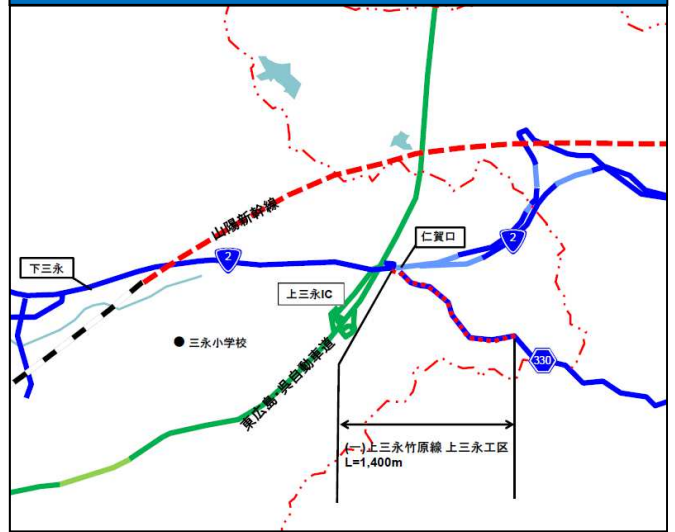 山陽新幹線
仁賀口
2
下三永
2
上三永IC
三永小学校
330
東広島・呉自動車道
(一)上三永竹原線 上三永工区
L=1,400m